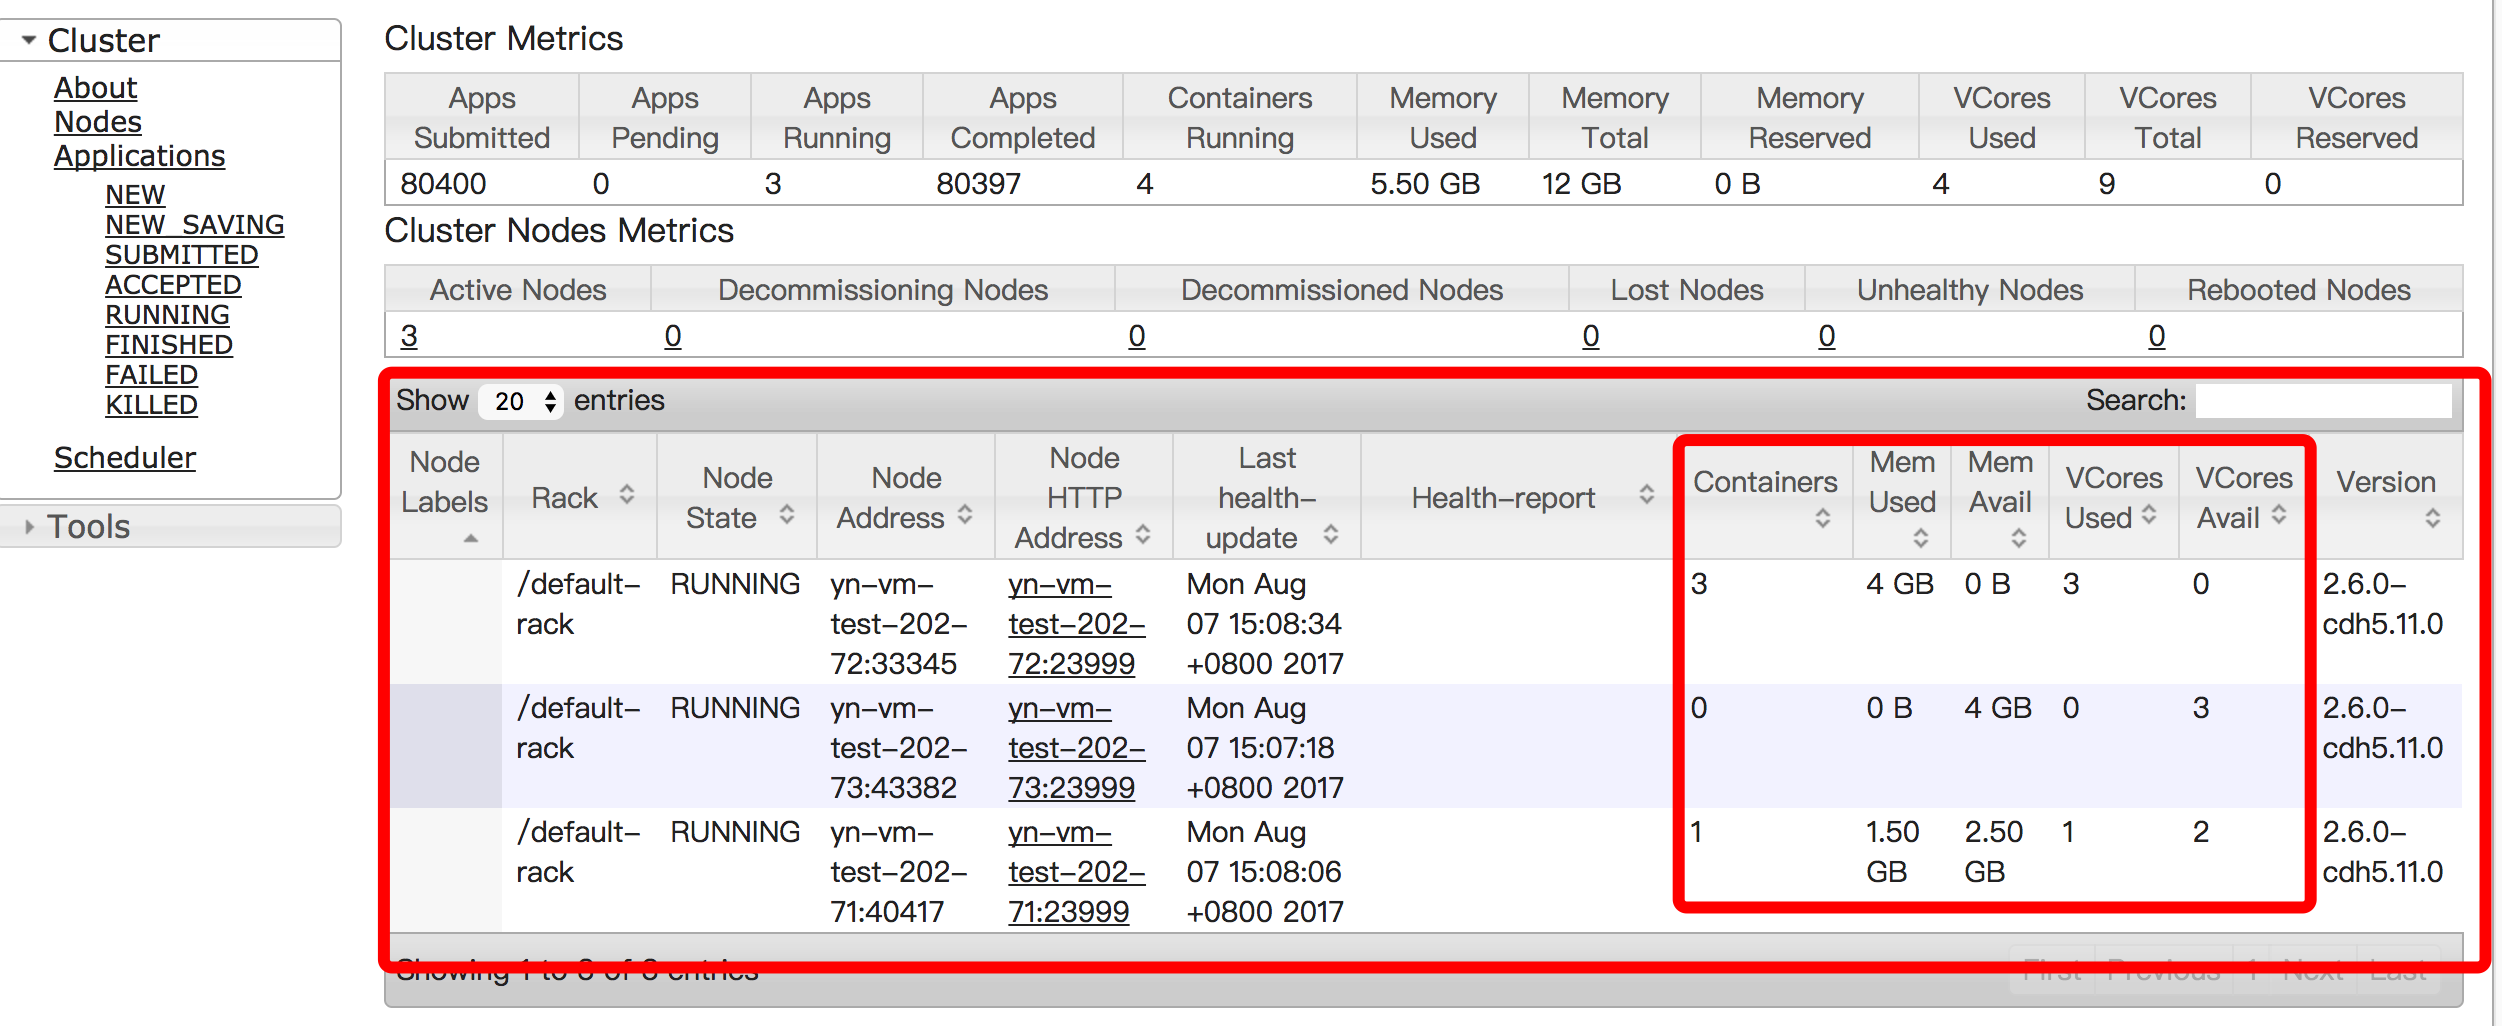 Cluster
About
Nodes
Applications
NEW
NEW_SAVING
SUBMITTED
ACCEPTED
RUNNING
FINISHED
FAILED
KILLED
Scheduler
Tools
Cluster Metrics
Apps Submitted Apps Pending Apps Running Apps Completed Containers Running Memory Used Memory Total Memory Reserved VCores Used VCores Total VCores Reserved
80400 0 3 80397 4 5.50 GB 12 GB 0 B 4 9 0
Cluster Nodes Metrics
Active Nodes Decommissioning Nodes Decommissioned Nodes Lost Nodes Unhealthy Nodes Rebooted Nodes
3 0 0 0 0 0
Show 20 entries Search:
Node Labels Rack Node State Node Address Node HTTP Address Last health-update Health-report Containers Mem Used Mem Avail VCores Used VCores Avail Version
/default- RUNNING yn-vm- yn-vm- Mon Aug 3 4 GB 0 B 3 0 2.6.0-
rack test-202- test-202- 07 15:08:34 cdh5.11.0
72:33345 72:23999 +0800 2017
/default- RUNNING yn-vm- yn-vm- Mon Aug 0 0 B 4 GB 0 3 2.6.0-
rack test-202- test-202- 07 15:07:18 cdh5.11.0
73:43382 73:23999 +0800 2017
/default- RUNNING yn-vm- yn-vm- Mon Aug 1 1.50 2.50 1 2 2.6.0-
rack test-202- test-202- 07 15:08:06 GB GB cdh5.11.0
71:40417 71:23999 +0800 2017
Showing 1 to 3 of 3 entries First Previous 1 Next Last